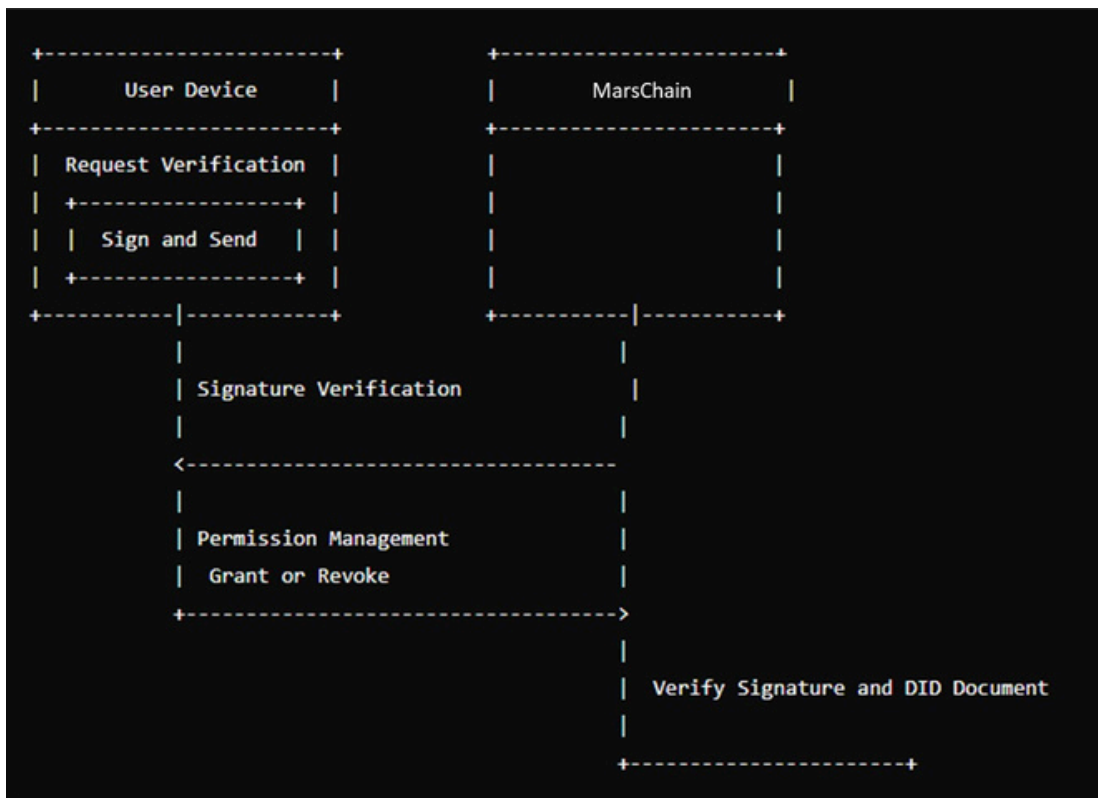 User Device
MarsChain
Request Verification
Sign and Send
Signature Verification
Permission Management
Grant or Revoke
Verify Signature and DID Document